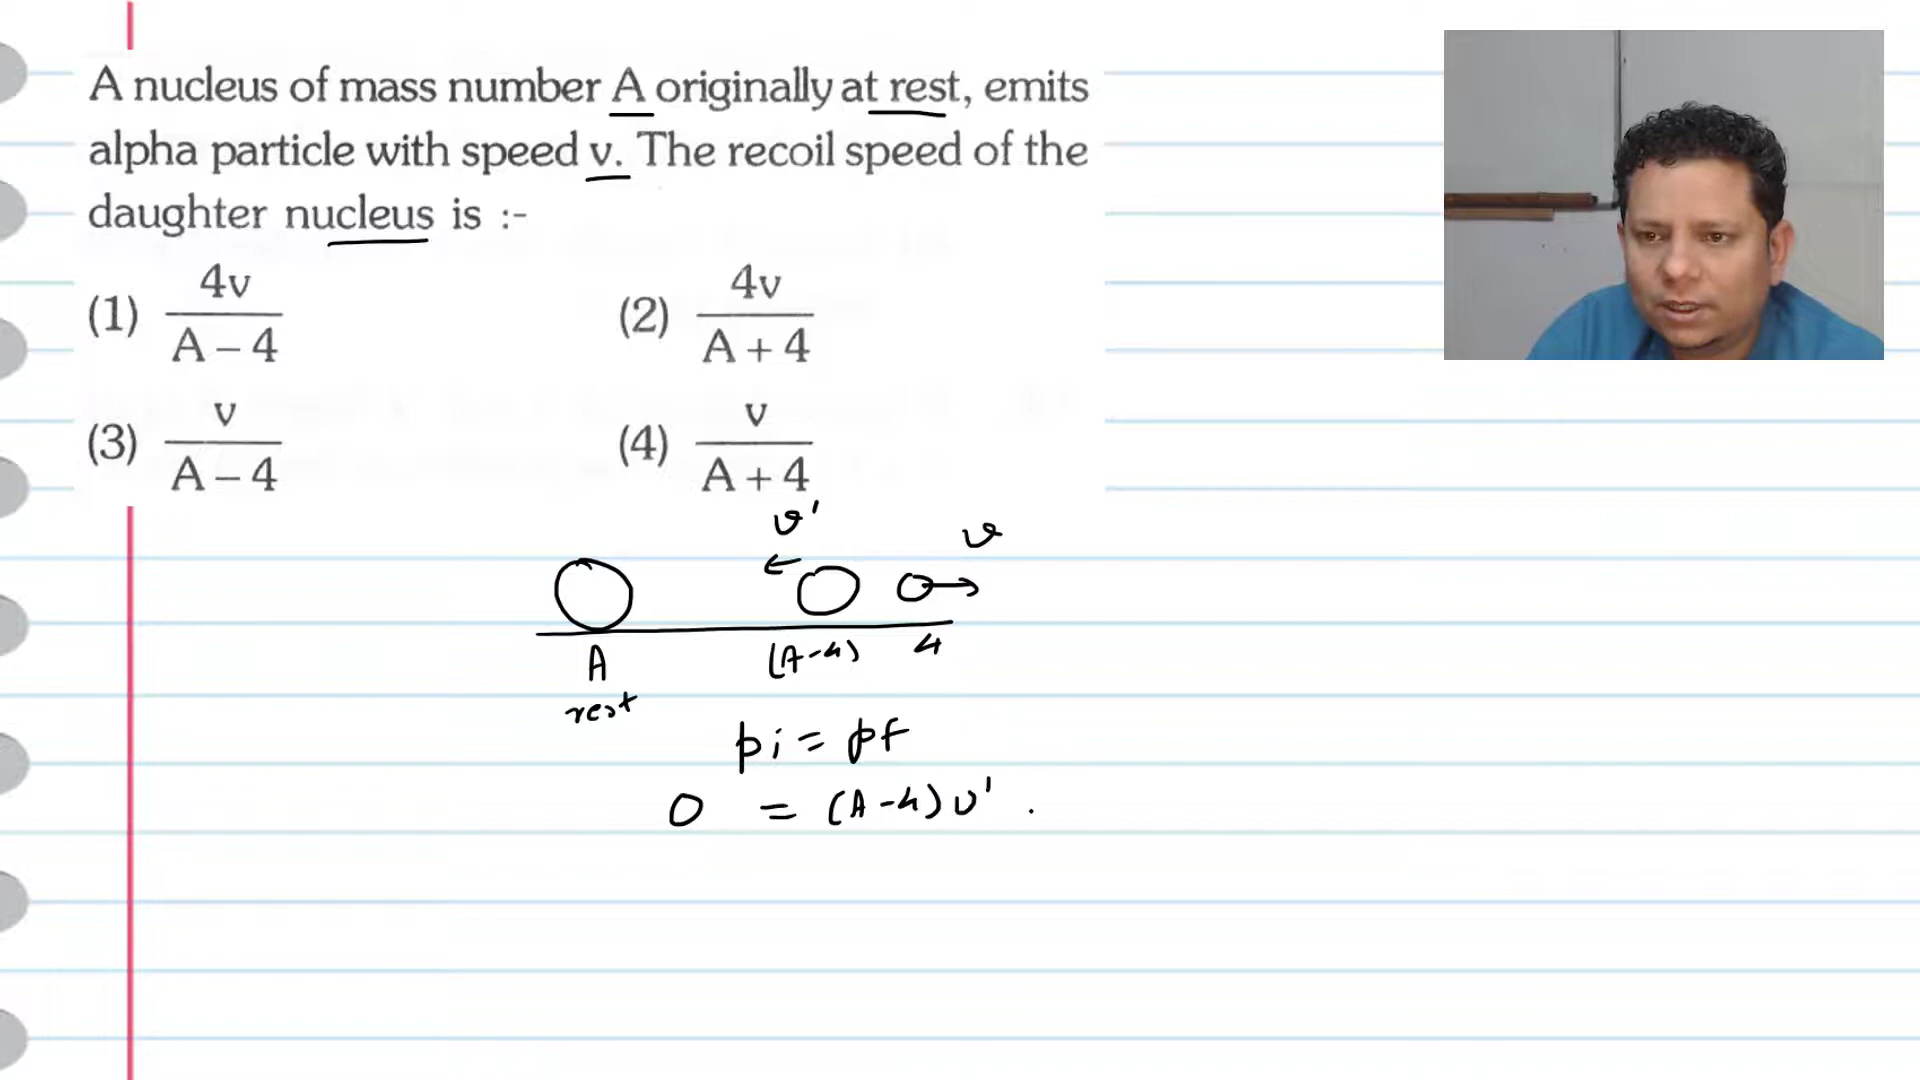 A nucleus of mass number A originally at rest, emits
alpha particle with speed v. The recoil speed of the
daughter nucleus is :-
(1) 4v / A – 4 (2) 4v / A + 4
(3) v / A – 4 (4) v / A + 4
v' v
A (A-4) 4
rest
pi = pf
0 = (A-4) v' .